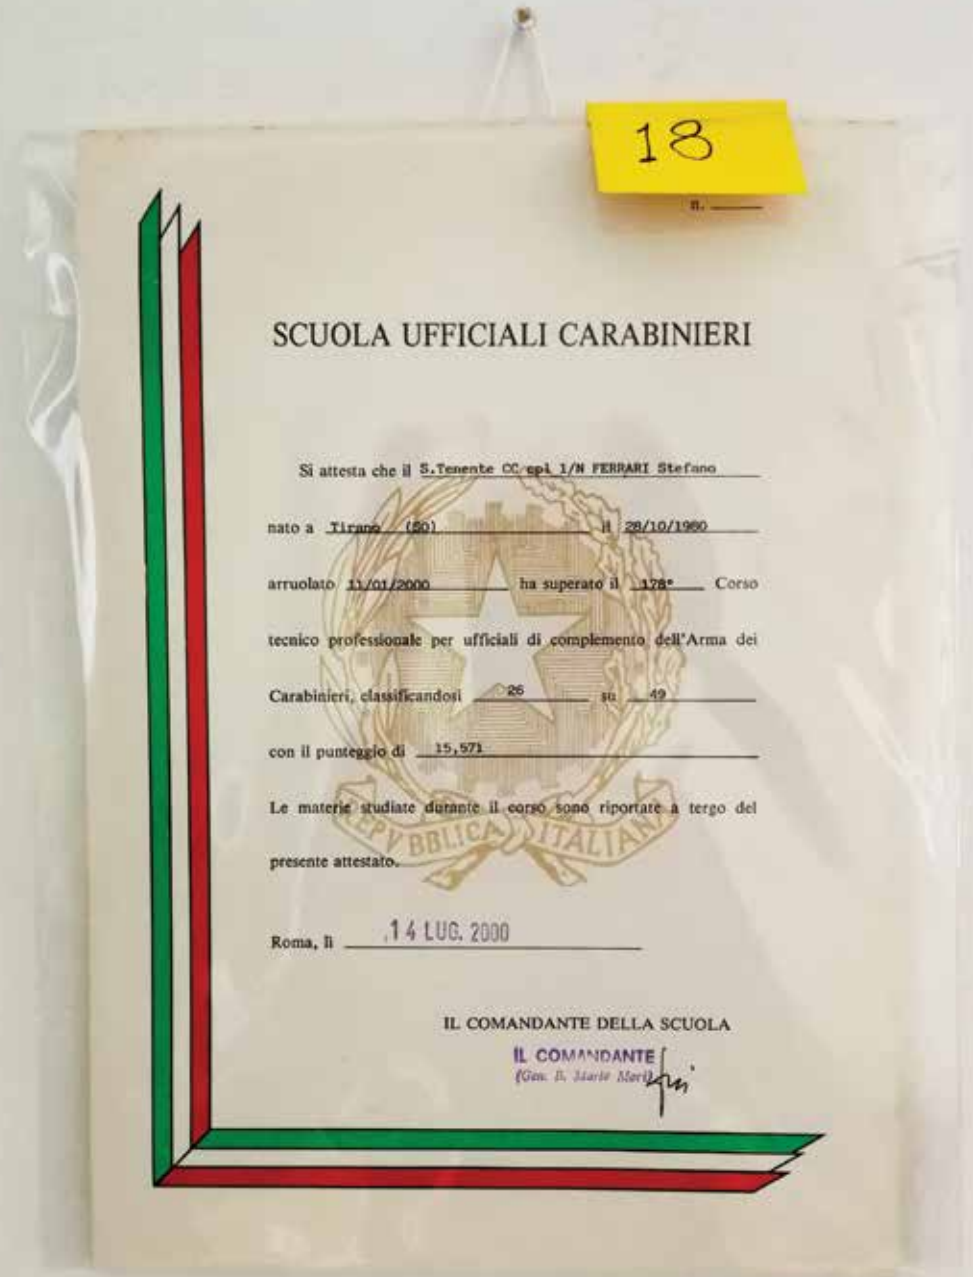 18
n.
SCUOLA UFFICIALI CARABINIERI
Si attesta che il S.Tenente CC cpl 1/N FERRARI Stefano
nato a Tirano (SO) il 28/10/1980
arruolato 11/01/2000 ha superato il 178° Corso
tecnico professionale per ufficiali di complemento dell'Arma dei
Carabinieri, classificandosi 26 su 49
con il punteggio di 15,571
Le materie studiate durante il corso sono riportate a tergo del
presente attestato.
REPVBBLICA ITALIANA
Roma, lì 14 LUG. 2000
IL COMANDANTE DELLA SCUOLA
IL COMANDANTE
(Gen. B. Mario Mori)